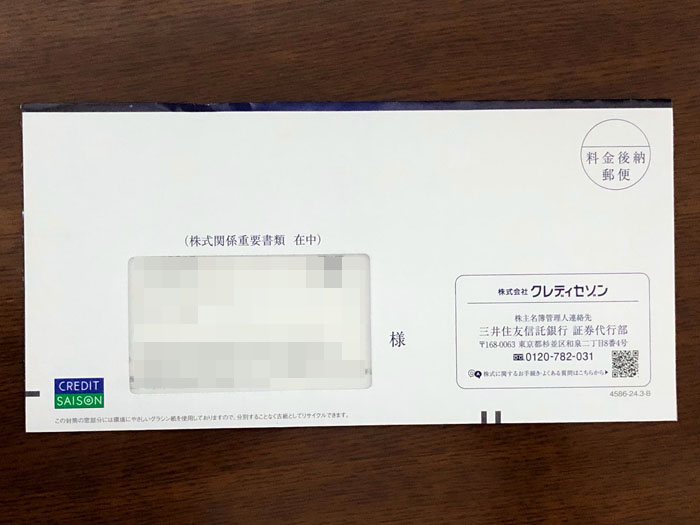 料金後納
郵便
(株式関係重要書類 在中)
様
株式会社 クレディセゾン
株主名簿管理人連絡先
三井住友信託銀行 証券代行部
〒168-0063 東京都杉並区和泉二丁目8番4号
0120-782-031
株式に関するお手続き・よくある質問はこちらから▶
4586-24.3-B
CREDIT
SAISON
この封筒の窓部分には環境にやさしいグラシン紙を使用しておりますので、分別することなく古紙としてリサイクルできます。